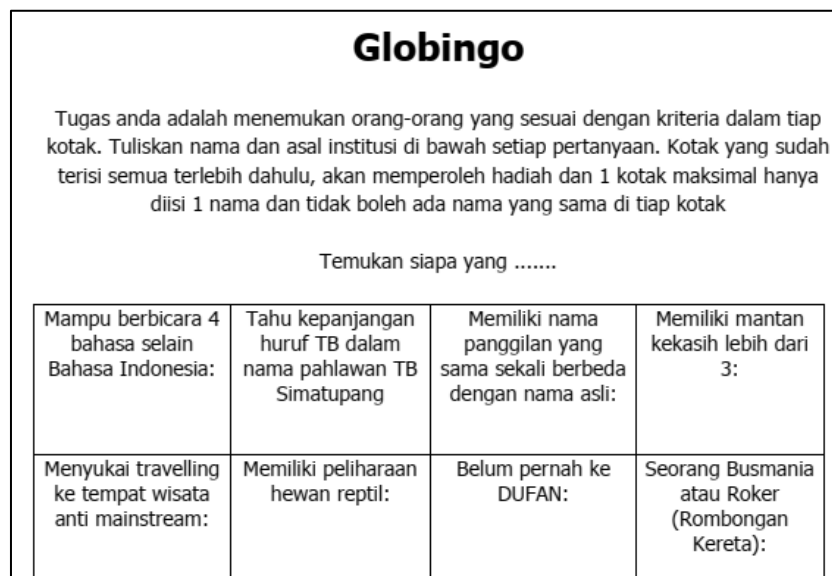 Globingo
Tugas anda adalah menemukan orang-orang yang sesuai dengan kriteria dalam tiap
kotak. Tuliskan nama dan asal institusi di bawah setiap pertanyaan. Kotak yang sudah
terisi semua terlebih dahulu, akan memperoleh hadiah dan 1 kotak maksimal hanya
diisi 1 nama dan tidak boleh ada nama yang sama di tiap kotak
Temukan siapa yang .......
Mampu berbicara 4
bahasa selain
Bahasa Indonesia:
Tahu kepanjangan
huruf TB dalam
nama pahlawan TB
Simatupang
Memiliki nama
panggilan yang
sama sekali berbeda
dengan nama asli:
Memiliki mantan
kekasih lebih dari
3:
Menyukai travelling
ke tempat wisata
anti mainstream:
Memiliki peliharaan
hewan reptil:
Belum pernah ke
DUFAN:
Seorang Busmania
atau Roker
(Rombongan
Kereta):